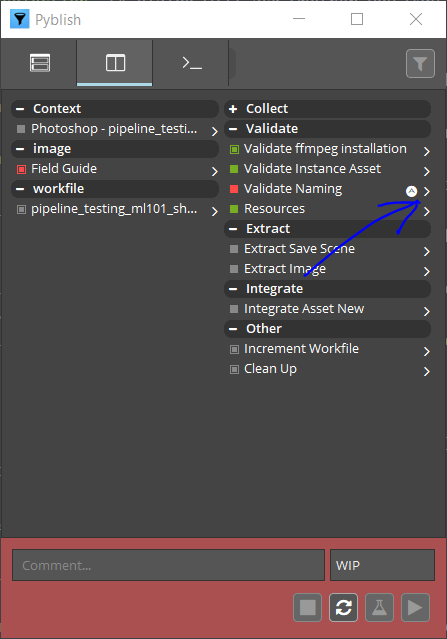 Pyblish
Context
Photoshop - pipeline_testi...
image
Field Guide
workfile
pipeline_testing_ml101_sh...
Collect
Validate
Validate ffmpeg installation
Validate Instance Asset
Validate Naming
A
Resources
Extract
Extract Save Scene
Extract Image
Integrate
Integrate Asset New
Other
Increment Workfile
Clean Up
Comment...
WIP